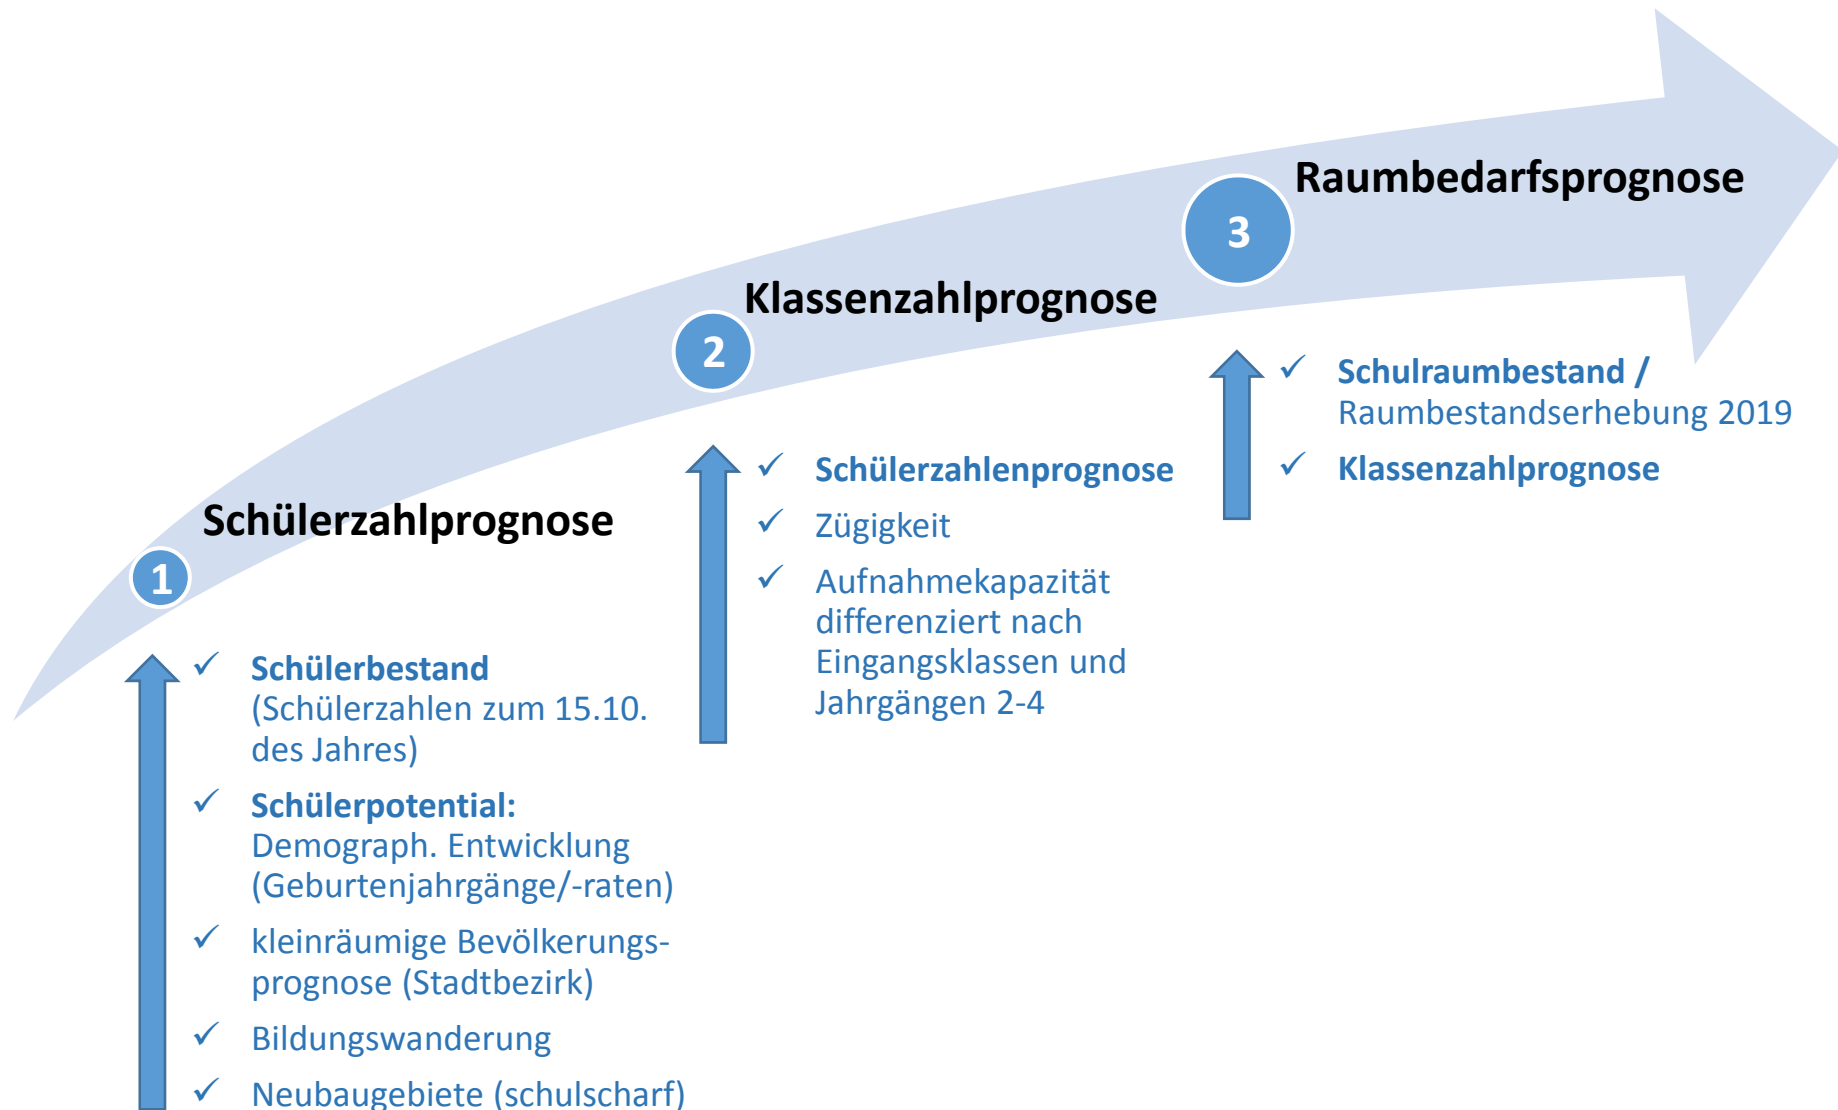 1
Schülerzahlprognose
✓ Schülerbestand
(Schülerzahlen zum 15.10.
des Jahres)
✓ Schülerpotential:
Demograph. Entwicklung
(Geburtenjahrgänge/-raten)
✓ kleinräumige Bevölkerungs-
prognose (Stadtbezirk)
✓ Bildungswanderung
✓ Neubaugebiete (schulscharf)
2
Klassenzahlprognose
✓ Schülerzahlenprognose
✓ Zügigkeit
✓ Aufnahmekapazität
differenziert nach
Eingangsklassen und
Jahrgängen 2-4
3
Raumbedarfsprognose
✓ Schulraumbestand /
Raumbestandserhebung 2019
✓ Klassenzahlprognose